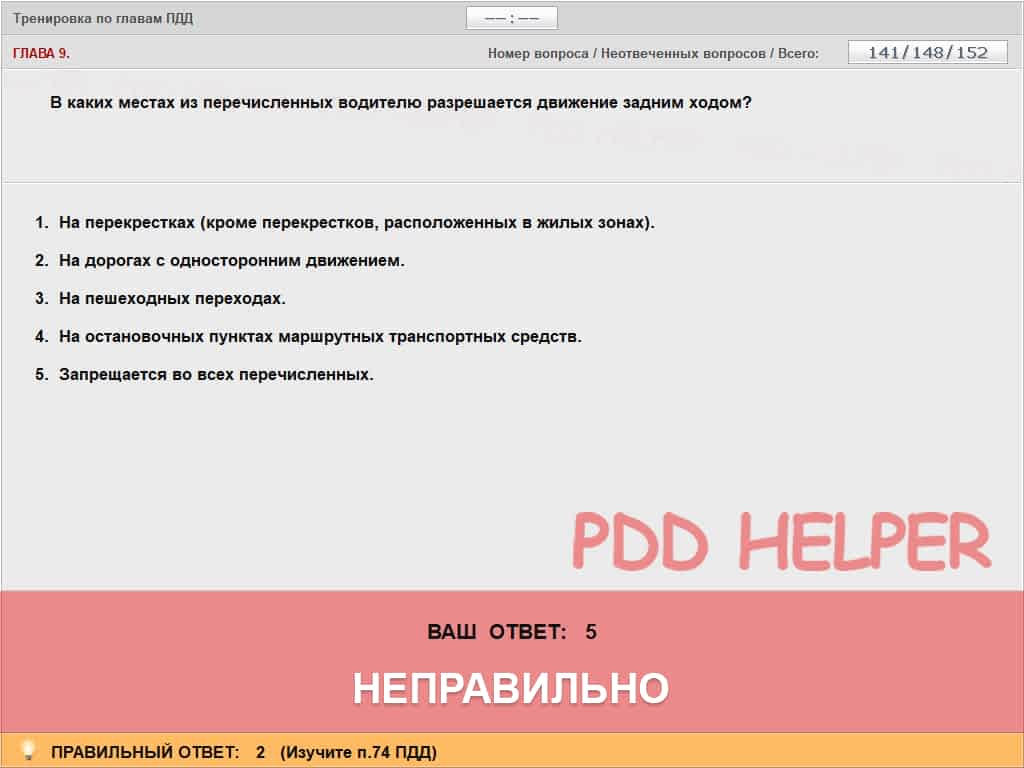 Тренировка по главам ПДД
–– : ––
ГЛАВА 9.
Номер вопроса / Неотвеченных вопросов / Всего:
141/148/152
В каких местах из перечисленных водителю разрешается движение задним ходом?
1. На перекрестках (кроме перекрестков, расположенных в жилых зонах).
2. На дорогах с односторонним движением.
3. На пешеходных переходах.
4. На остановочных пунктах маршрутных транспортных средств.
5. Запрещается во всех перечисленных.
PDD HELPER
ВАШ ОТВЕТ: 5
НЕПРАВИЛЬНО
ПРАВИЛЬНЫЙ ОТВЕТ: 2 (Изучите п.74 ПДД)